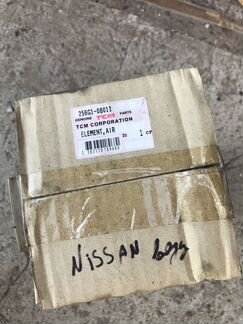 256G1-08011
GENUINE TCM PARTS
TCM CORPORATION
ELEMENT, AIR
1
NISSAN